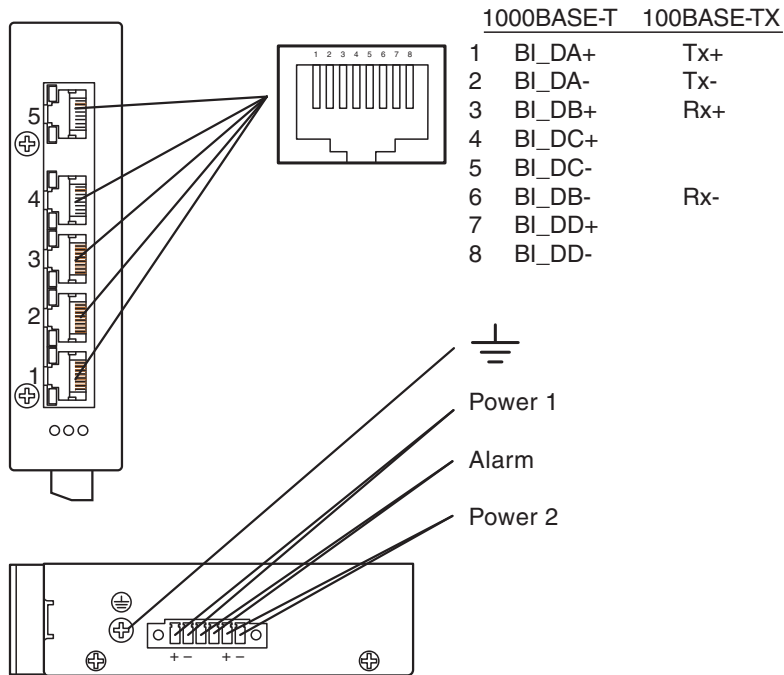 1000BASE-T 100BASE-TX
1 BI_DA+ Tx+
2 BI_DA- Tx-
3 BI_DB+ Rx+
4 BI_DC+
5 BI_DC-
6 BI_DB- Rx-
7 BI_DD+
8 BI_DD-
1 2 3 4 5 6 7 8
5
4
3
2
1
Power 1
Alarm
Power 2
+ – + –